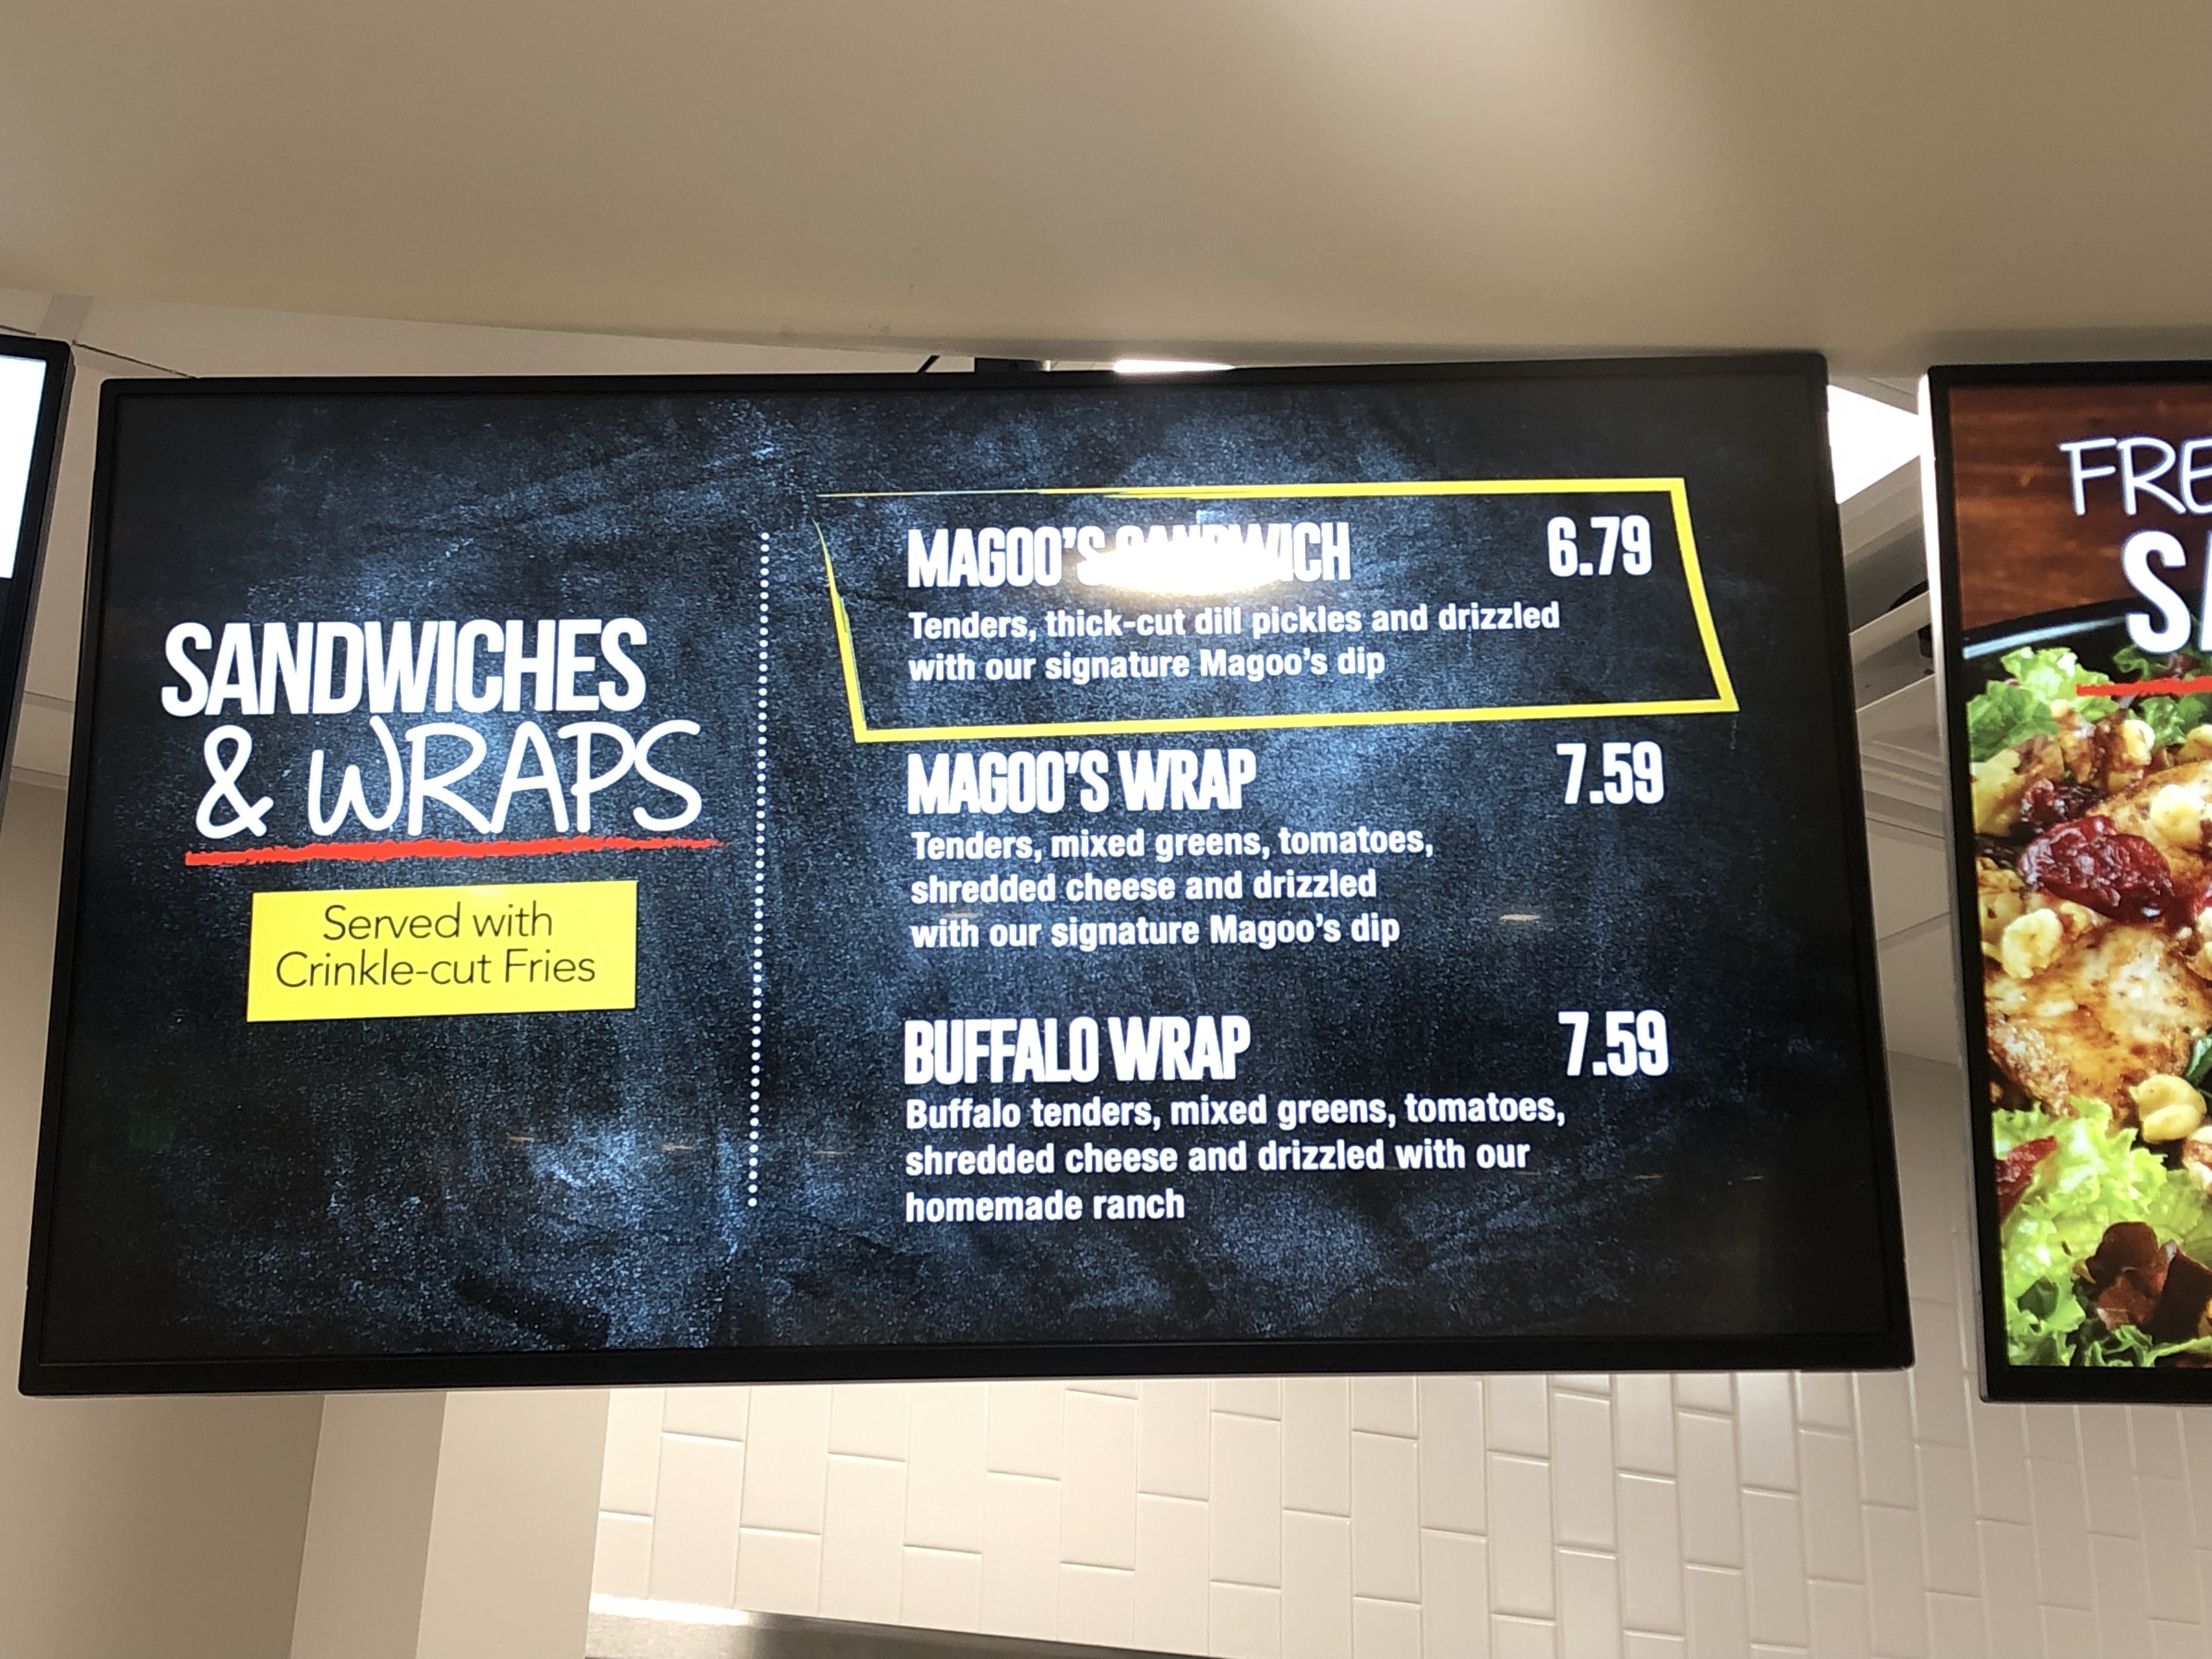 SANDWICHES
& WRAPS
Served with
Crinkle-cut Fries
MAGOO'S SANDWICH 6.79
Tenders, thick-cut dill pickles and drizzled
with our signature Magoo's dip
MAGOO'S WRAP 7.59
Tenders, mixed greens, tomatoes,
shredded cheese and drizzled
with our signature Magoo's dip
BUFFALO WRAP 7.59
Buffalo tenders, mixed greens, tomatoes,
shredded cheese and drizzled with our
homemade ranch